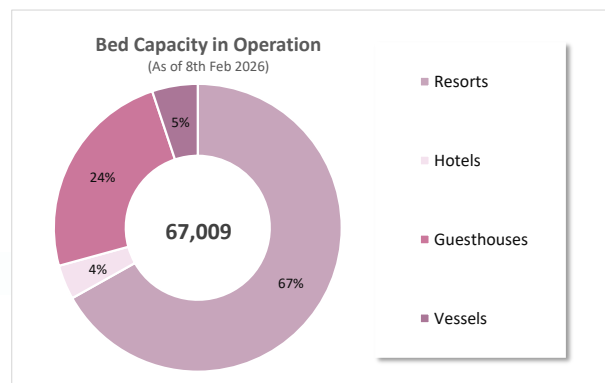 Bed Capacity in Operation
(As of 8th Feb 2026)
5%
24%
67,009
4%
67%
Resorts
Hotels
Guesthouses
Vessels